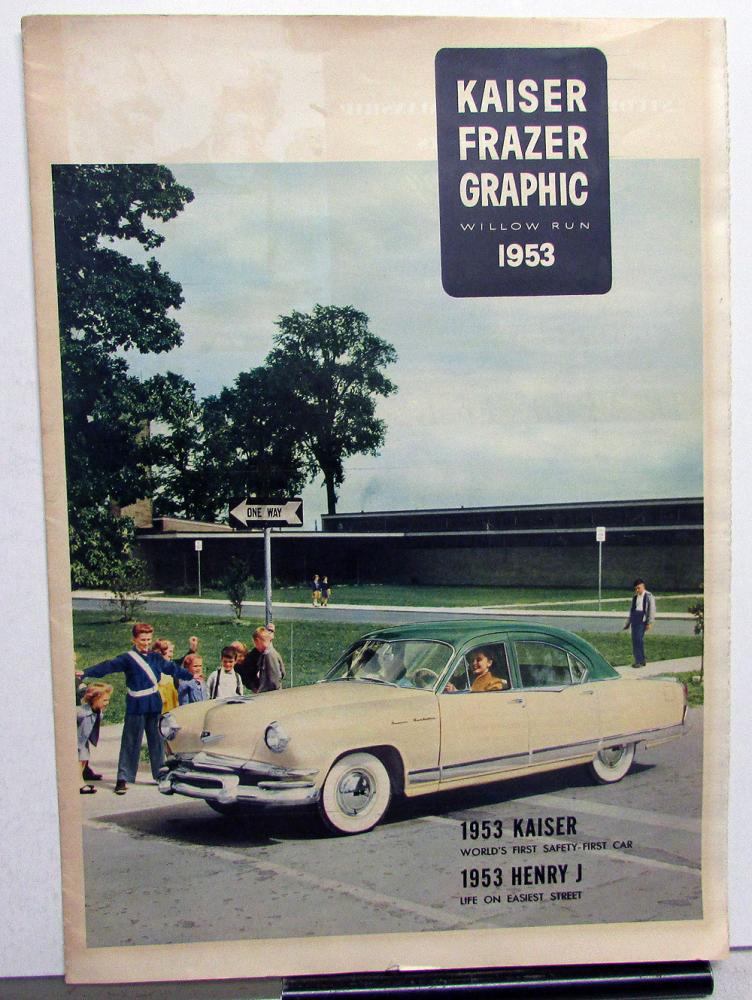 KAISER
FRAZER
GRAPHIC
WILLOW RUN
1953
ONE WAY
1953 KAISER
WORLD'S FIRST SAFETY-FIRST CAR
1953 HENRY J
LIFE ON EASIEST STREET